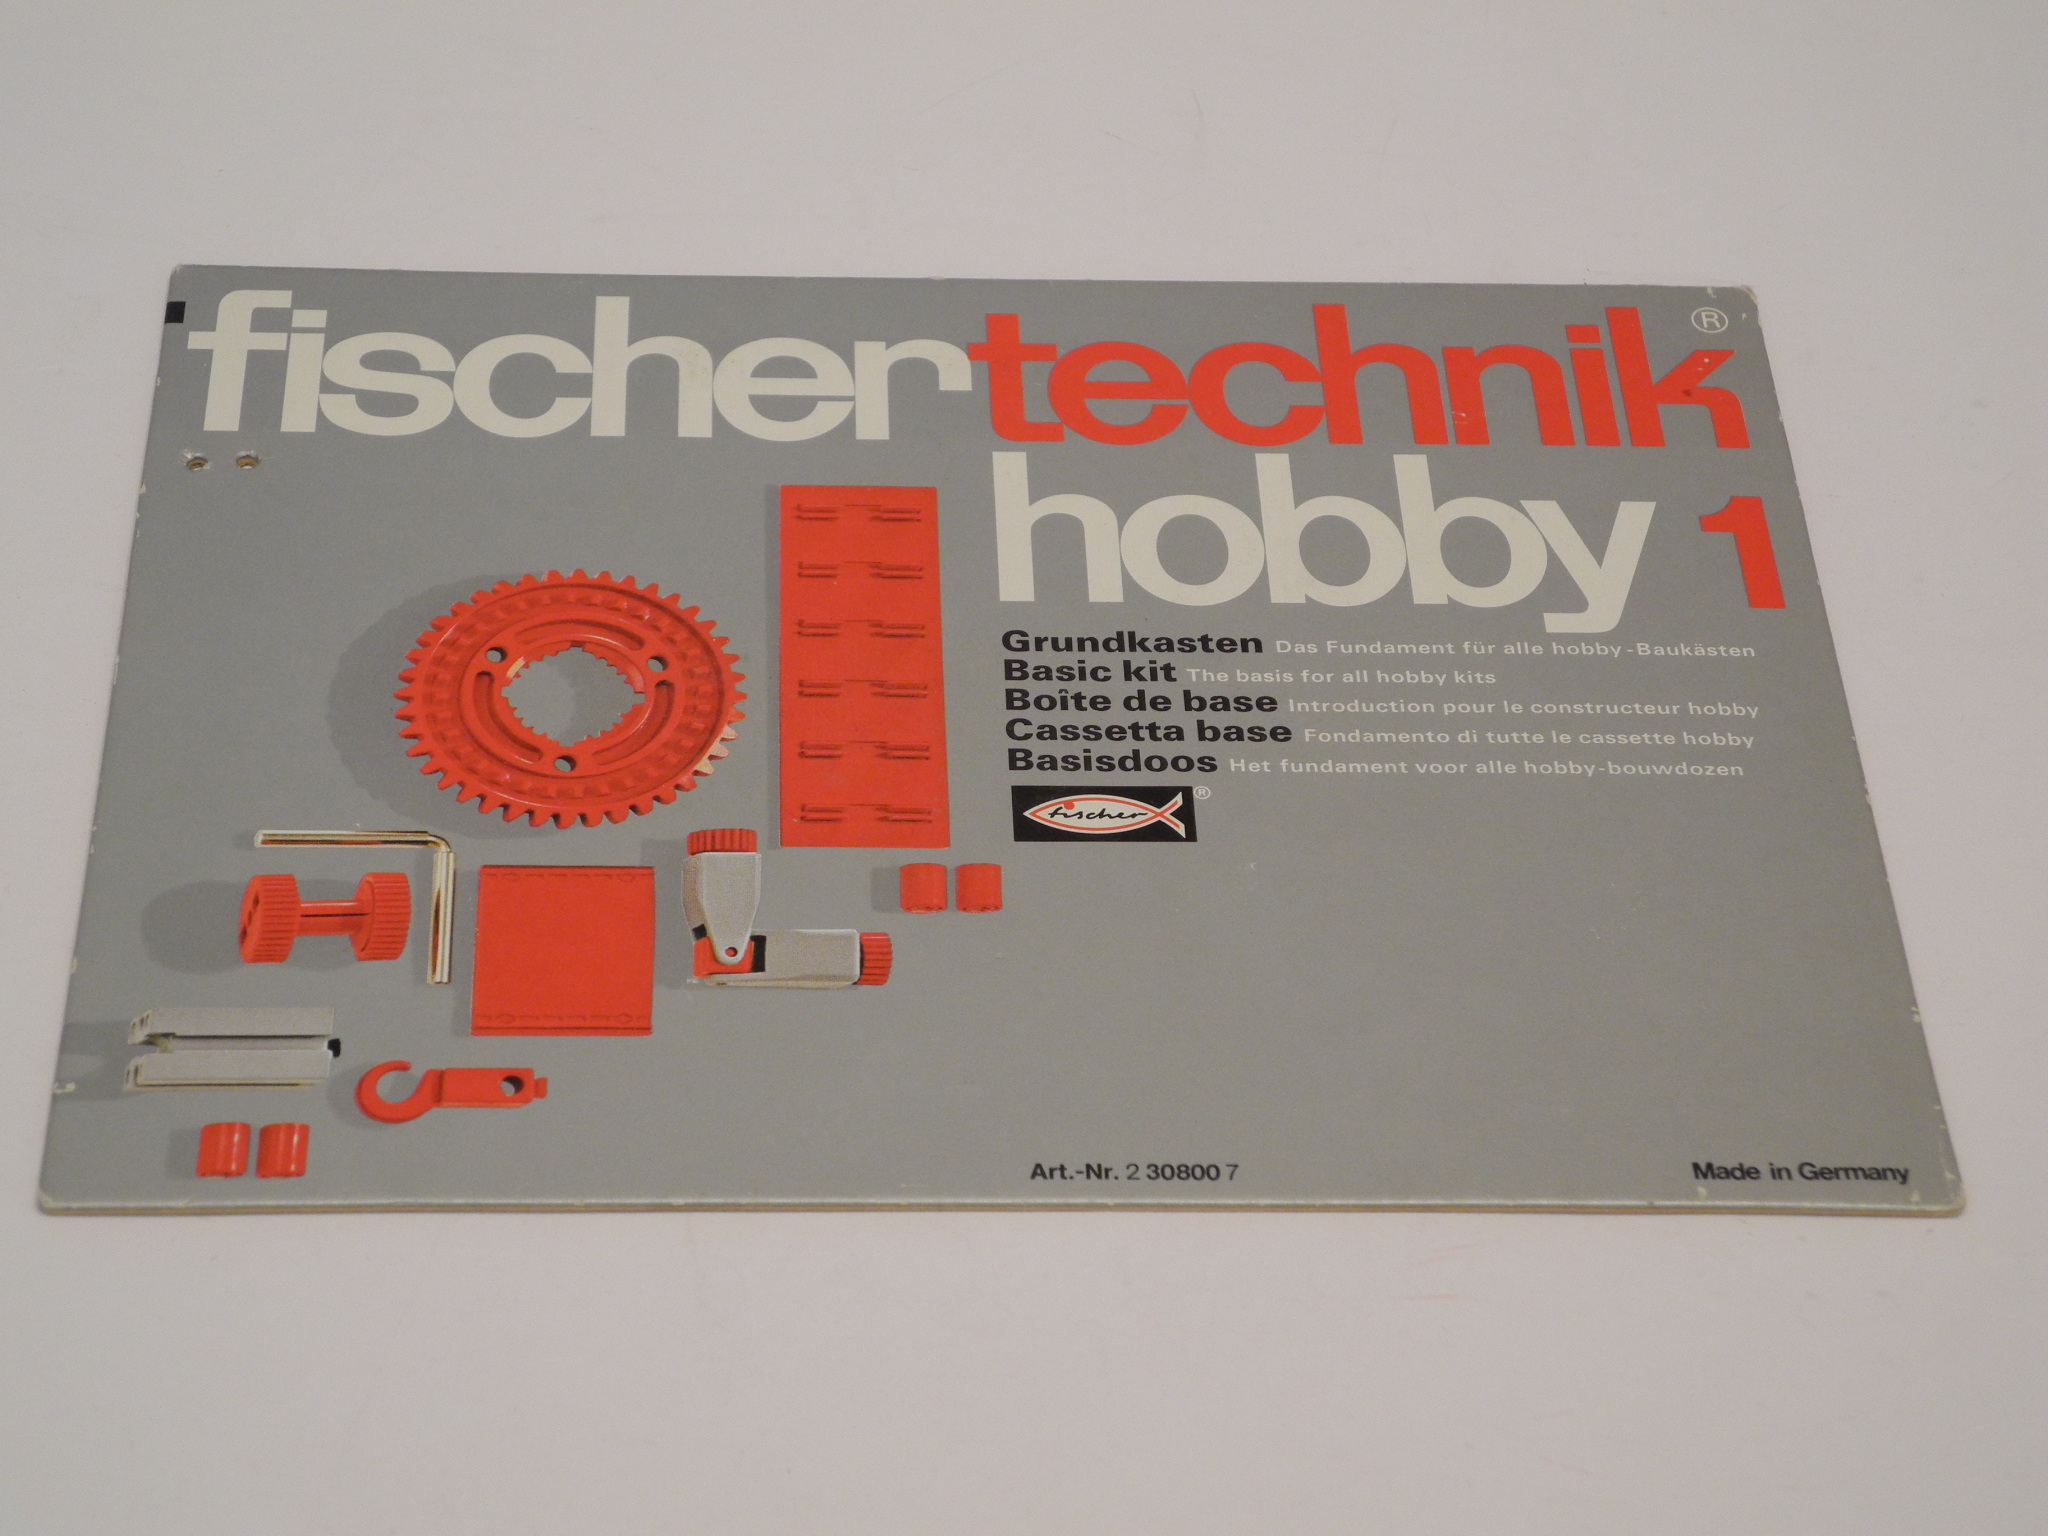 fischertechnik ®
hobby 1
Grundkasten Das Fundament für alle hobby-Baukästen
Basic kit The basis for all hobby kits
Boîte de base Introduction pour le constructeur hobby
Cassetta base Fondamento di tutte le cassette hobby
Basisdoos Het fundament voor alle hobby-bouwdozen
fischer ®
Art.-Nr. 2 30800 7
Made in Germany